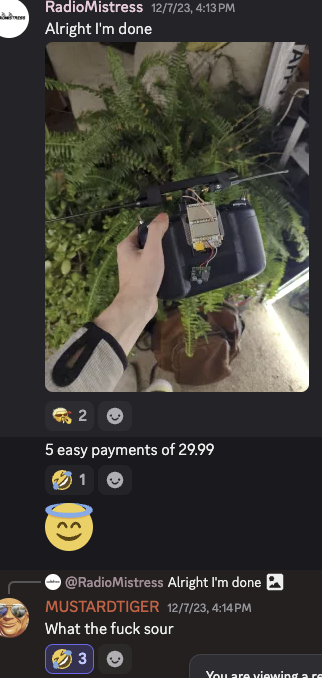 RadioMistress 12/7/23, 4:13 PM
Alright I'm done
2
5 easy payments of 29.99
1
@RadioMistress Alright I'm done
MUSTARDTIGER 12/7/23, 4:14 PM
What the fuck sour
3
You are viewing a re